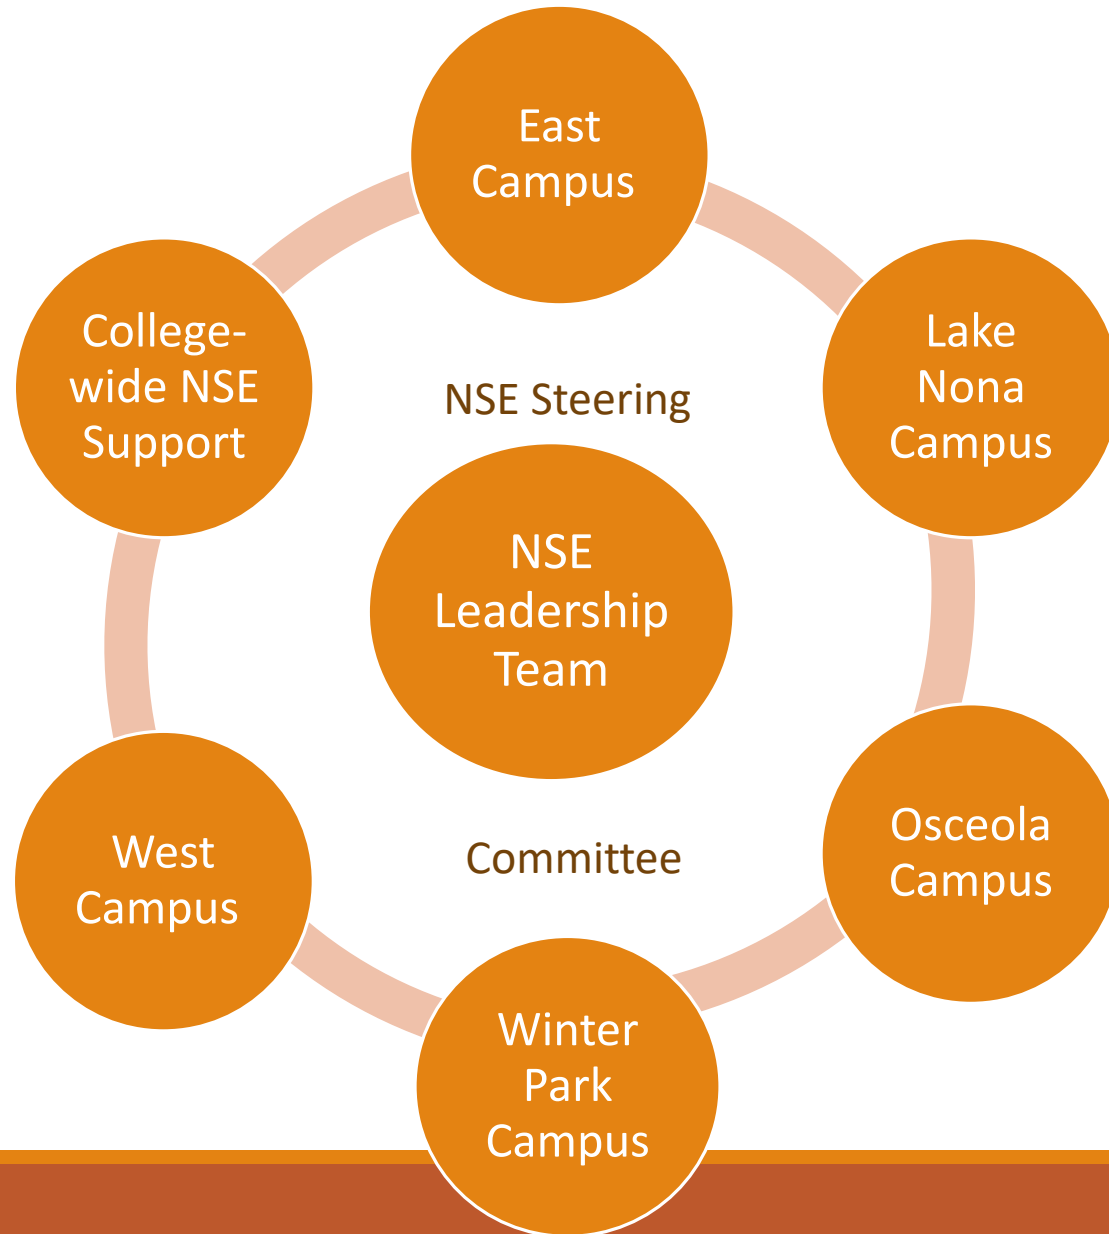 East
Campus
College-
wide NSE
Support
Lake
Nona
Campus
NSE Steering
NSE
Leadership
Team
West
Campus
Committee
Osceola
Campus
Winter
Park
Campus